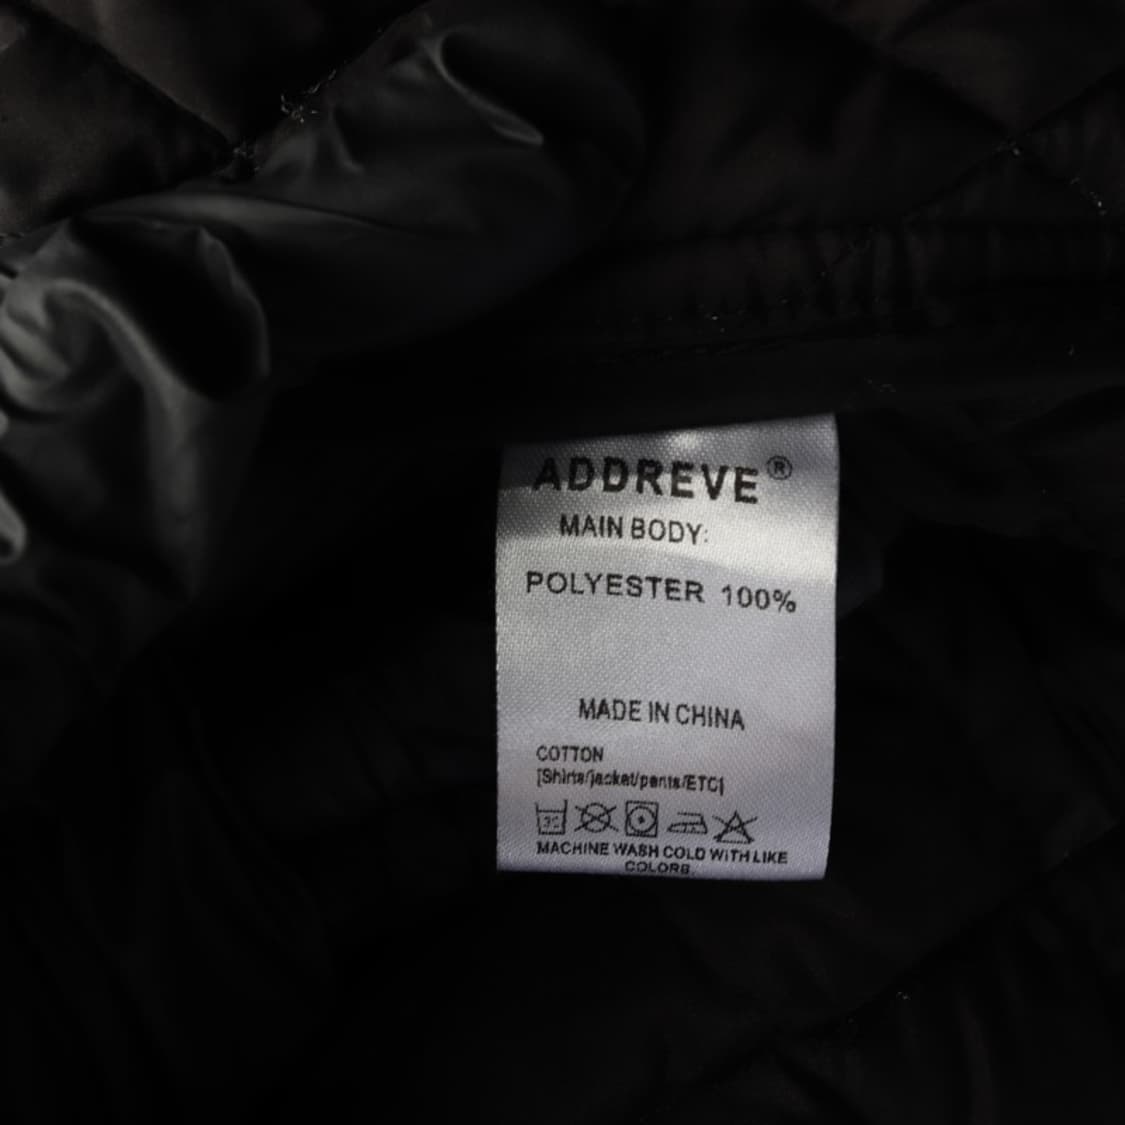 ADDREVE®
MAIN BODY:
POLYESTER 100%
MADE IN CHINA
COTTON
[Shirts/jacket/pants/ETC]
30
MACHINE WASH COLD WITH LIKE
COLORS